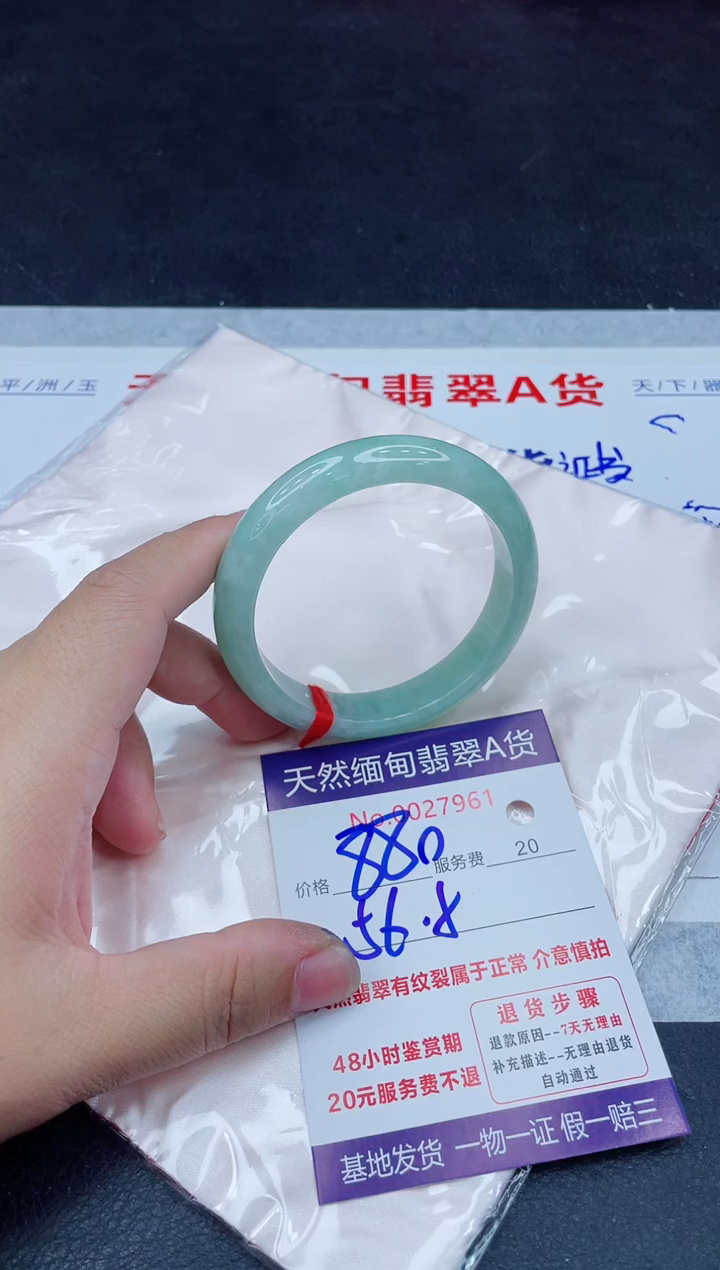 平/洲/玉
翡翠A货
天/下/
天然缅甸翡翠A货
No.0027961
价格 880 服务费 20
56.8
翡翠有纹裂属于正常 介意慎拍
48小时鉴赏期
20元服务费不退
退货步骤
退款原因--7天无理由
补充描述--无理由退货
自动通过
基地发货 一物一证 假一赔三